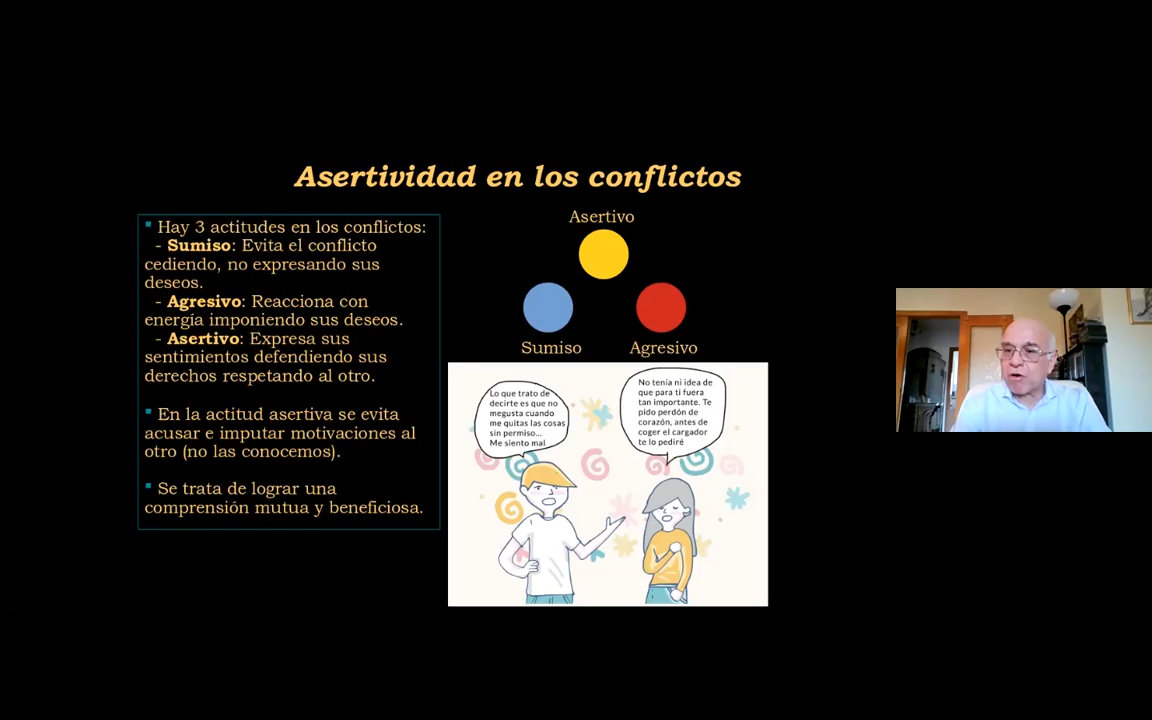 Asertividad en los conflictos
▪ Hay 3 actitudes en los conflictos:
- Sumiso: Evita el conflicto
cediendo, no expresando sus
deseos.
- Agresivo: Reacciona con
energía imponiendo sus deseos.
- Asertivo: Expresa sus
sentimientos defendiendo sus
derechos respetando al otro.
▪ En la actitud asertiva se evita
acusar e imputar motivaciones al
otro (no las conocemos).
▪ Se trata de lograr una
comprensión mutua y beneficiosa.
Asertivo
Sumiso
Agresivo
Lo que trato de
decirte es que no
megusta cuando
me quitas las cosas
sin permiso...
Me siento mal
No tenía ni idea de
que para ti fuera
tan importante. Te
pido perdón de
corazón, antes de
coger el cargador
te lo pediré